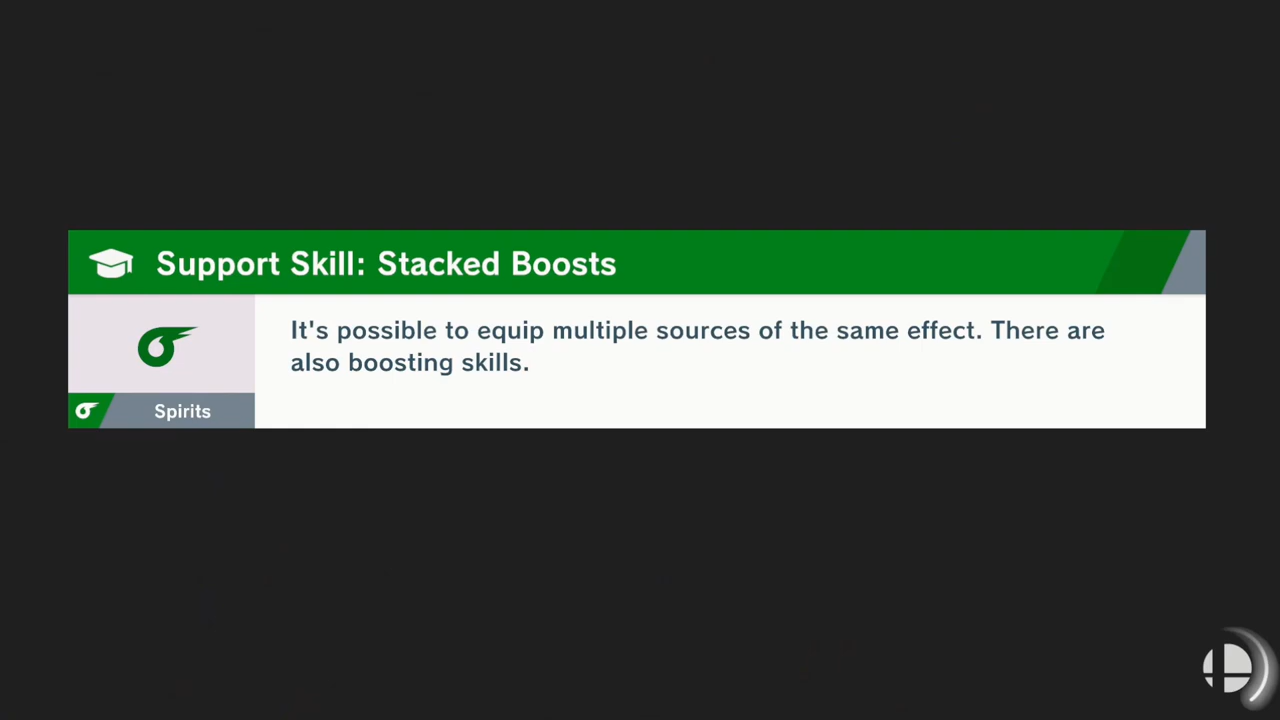 Support Skill: Stacked Boosts
It's possible to equip multiple sources of the same effect. There are
also boosting skills.
Spirits